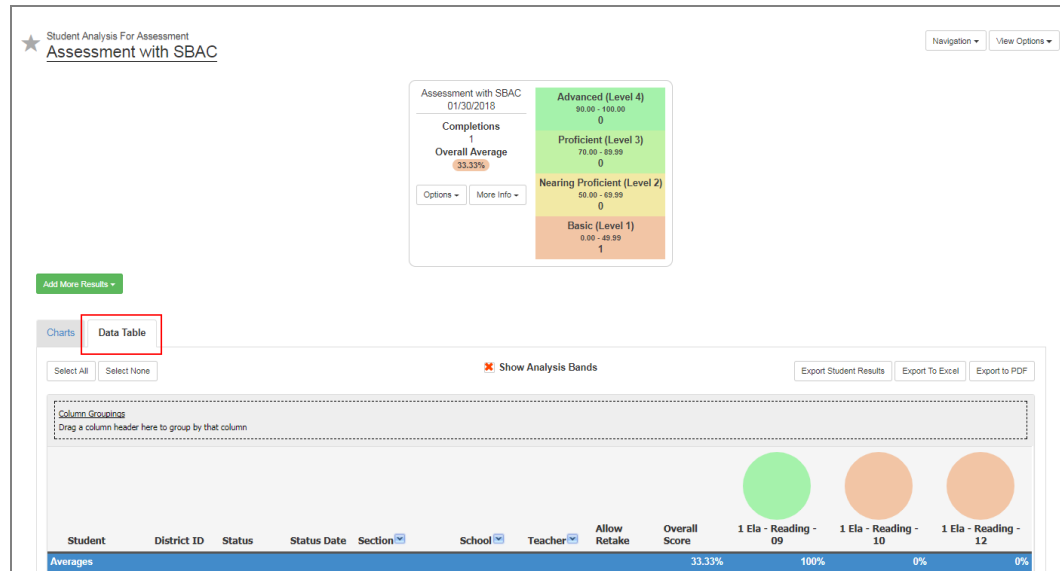 Student Analysis For Assessment
Assessment with SBAC
Navigation
View Options
Assessment with SBAC
01/30/2018
Completions
1
Overall Average
33.33%
Options
More Info
Advanced (Level 4)
90.00 - 100.00
0
Proficient (Level 3)
70.00 - 89.99
0
Nearing Proficient (Level 2)
50.00 - 69.99
0
Basic (Level 1)
0.00 - 49.99
1
Add More Results
Charts
Data Table
Select All
Select None
Show Analysis Bands
Export Student Results
Export To Excel
Export to PDF
Column Groupings
Drag a column header here to group by that column
Student
District ID
Status
Status Date
Section
School
Teacher
Allow
Retake
Overall
Score
1 Ela - Reading -
09
1 Ela - Reading -
10
1 Ela - Reading -
12
Averages
33.33%
100%
0%
0%